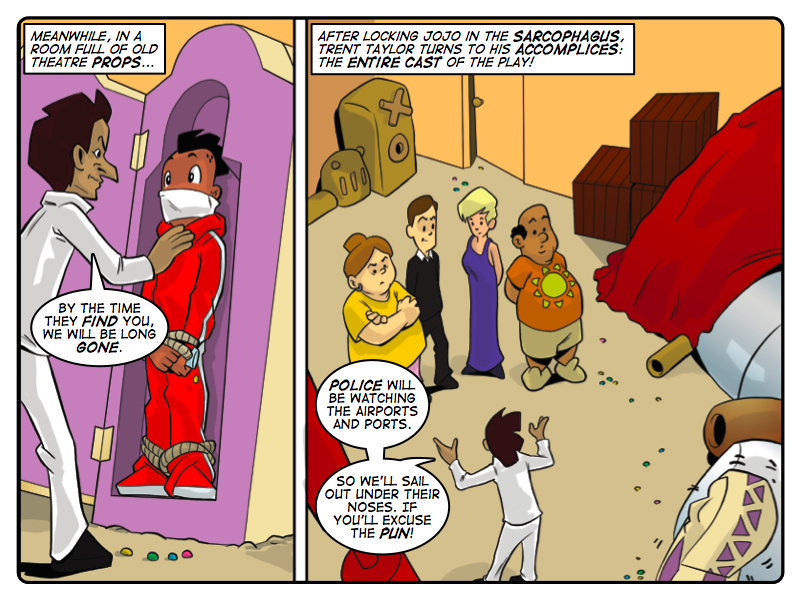 MEANWHILE, IN A
ROOM FULL OF OLD
THEATRE PROPS...
BY THE TIME
THEY FIND YOU,
WE WILL BE LONG
GONE.
AFTER LOCKING JOJO IN THE SARCOPHAGUS,
TRENT TAYLOR TURNS TO HIS ACCOMPLICES:
THE ENTIRE CAST OF THE PLAY!
POLICE WILL
BE WATCHING
THE AIRPORTS
AND PORTS.
SO WE'LL SAIL
OUT UNDER THEIR
NOSES. IF
YOU'LL EXCUSE
THE PUN!